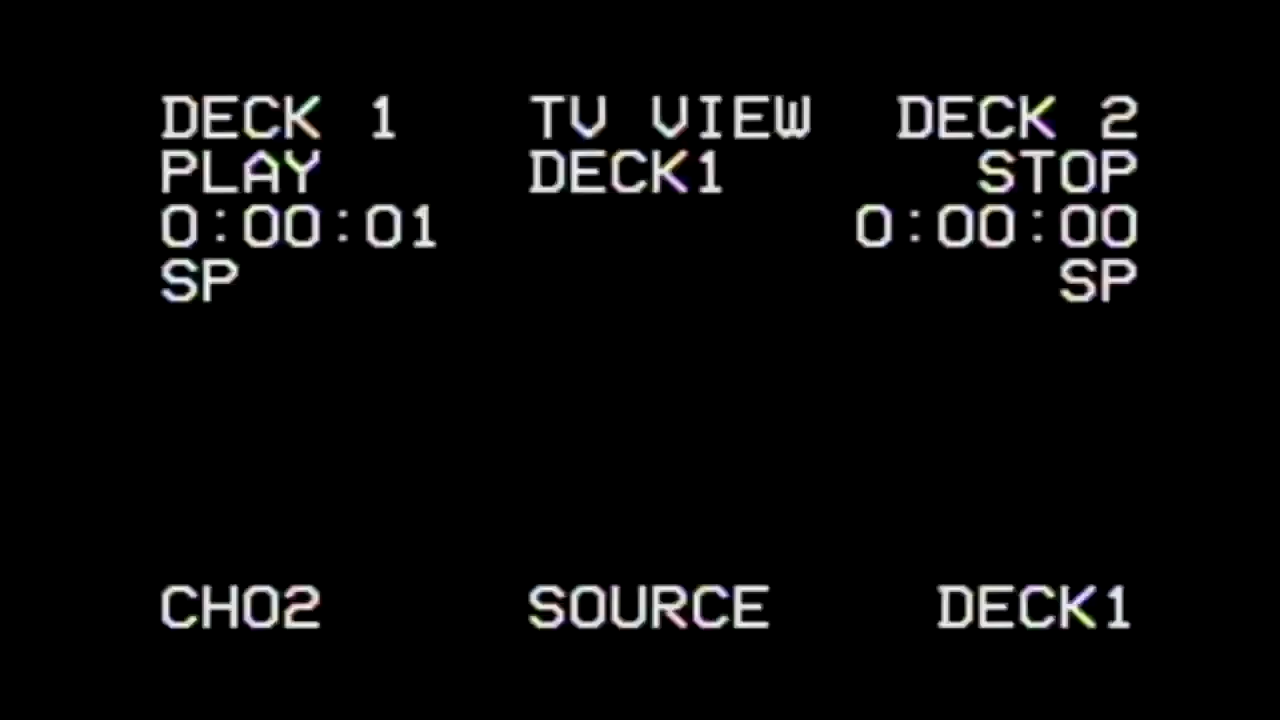 DECK 1 TV VIEW DECK 2
PLAY DECK1 STOP
0:00:01 0:00:00
SP SP
CH02 SOURCE DECK1